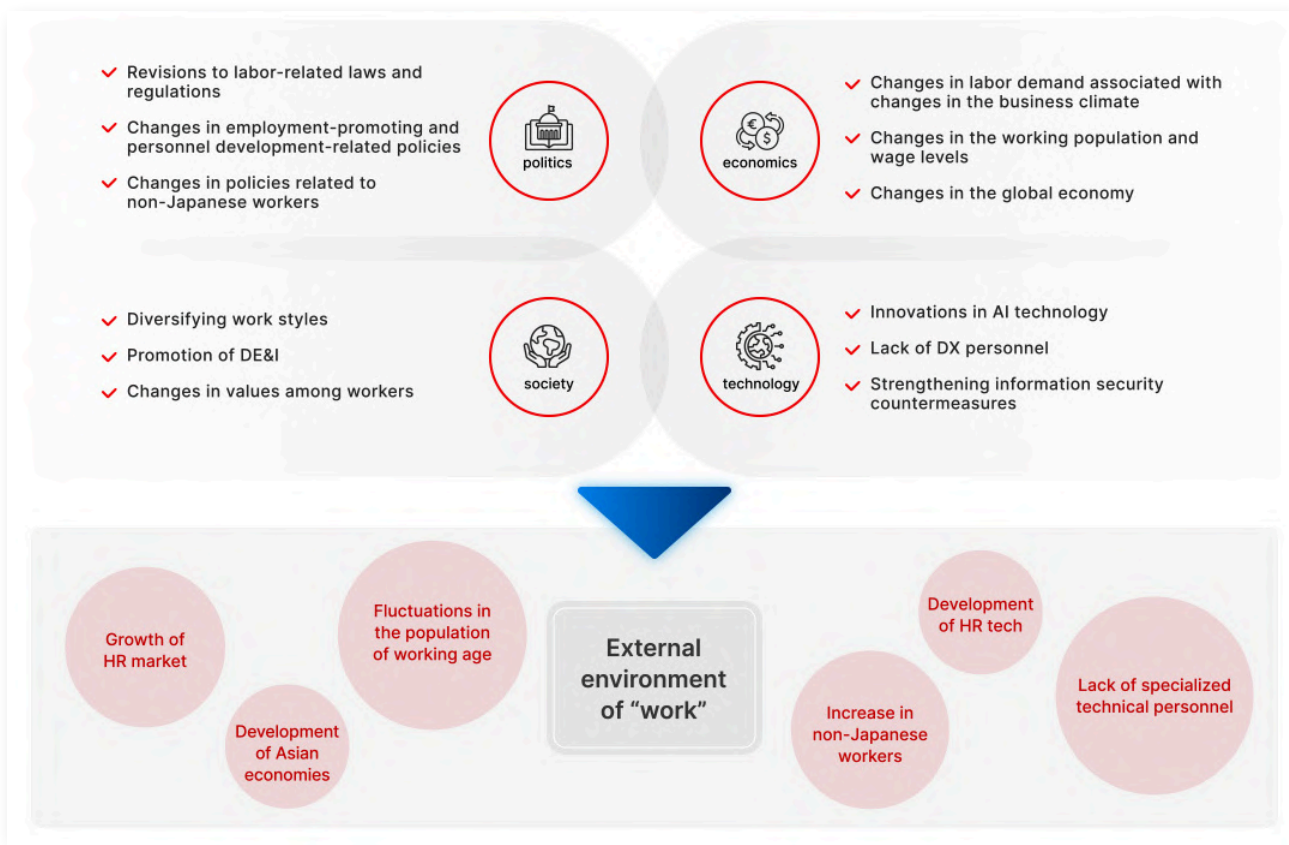 Revisions to labor-related laws and
regulations
Changes in employment-promoting and
personnel development-related policies
Changes in policies related to
non-Japanese workers
politics
economics
Changes in labor demand associated with
changes in the business climate
Changes in the working population and
wage levels
Changes in the global economy
Diversifying work styles
Promotion of DE&I
Changes in values among workers
society
technology
Innovations in AI technology
Lack of DX personnel
Strengthening information security
countermeasures
Growth of
HR market
Development
of Asian
economies
Fluctuations in
the population
of working age
External
environment
of “work”
Increase in
non-Japanese
workers
Development
of HR tech
Lack of specialized
technical personnel